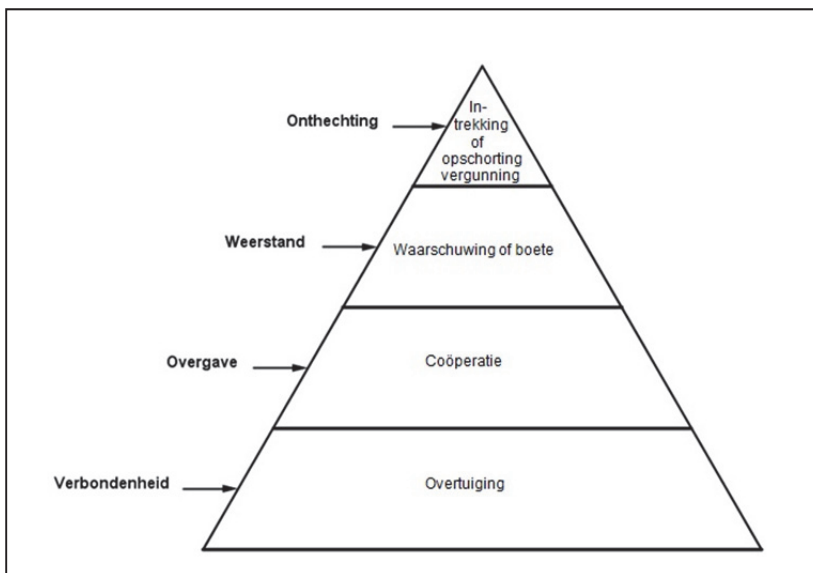 Onthechting
In-
trekking
of
opschorting
vergunning
Weerstand
Waarschuwing of boete
Overgave
Coöperatie
Verbondenheid
Overtuiging